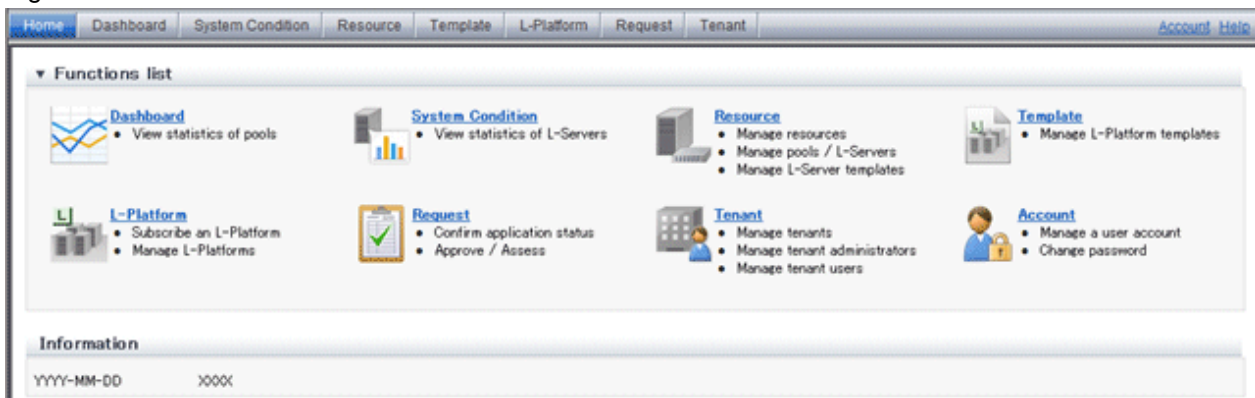 Home Dashboard System Condition Resource Template L-Platform Request Tenant Account Help
▼ Functions list
Dashboard
• View statistics of pools
System Condition
• View statistics of L-Servers
Resource
• Manage resources
• Manage pools / L-Servers
• Manage L-Server templates
Template
• Manage L-Platform templates
L-Platform
• Subscribe an L-Platform
• Manage L-Platforms
Request
• Confirm application status
• Approve / Assess
Tenant
• Manage tenants
• Manage tenant administrators
• Manage tenant users
Account
• Manage a user account
• Change password
Information
YYYY-MM-DD XXXX